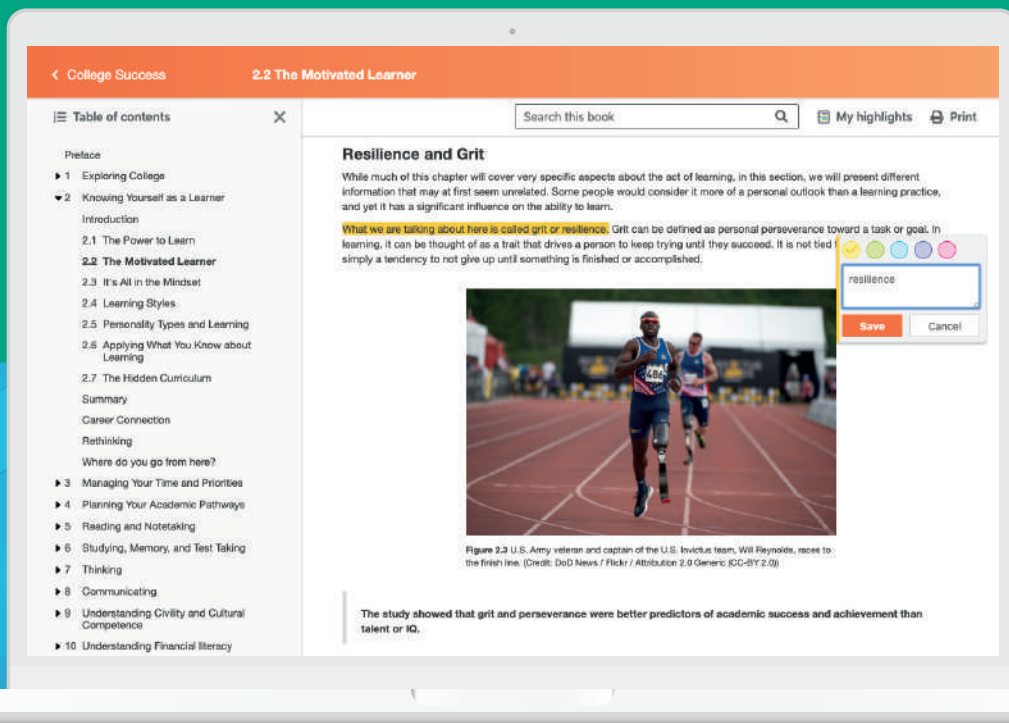 College Success
2.2 The Motivated Learner
Table of contents
Search this book
My highlights
Print
Preface
1 Exploring College
2 Knowing Yourself as a Learner
Introduction
2.1 The Power to Learn
2.2 The Motivated Learner
2.3 It's All in the Mindset
2.4 Learning Styles
2.5 Personality Types and Learning
2.6 Applying What You Know about
Learning
2.7 The Hidden Curriculum
Summary
Career Connection
Rethinking
Where do you go from here?
3 Managing Your Time and Priorities
4 Planning Your Academic Pathways
5 Reading and Notetaking
6 Studying, Memory, and Test Taking
7 Thinking
8 Communicating
9 Understanding Civility and Cultural
Competence
10 Understanding Financial literacy
Resilience and Grit
While much of this chapter will cover very specific aspects about the act of learning, in this section, we will present different
information that may at first seem unrelated. Some people would consider it more of a personal outlook than a learning practice,
and yet it has a significant influence on the ability to learn.
What we are talking about here is called grit or resilience. Grit can be defined as personal perseverance toward a task or goal. In
learning, it can be thought of as a trait that drives a person to keep trying until they succeed. It is not tied
simply a tendency to not give up until something is finished or accomplished.
resilience
Save
Cancel
486
Figure 2.3 U.S. Army veteran and captain of the U.S. Invictus team, Will Reynolds, races to
the finish line. (Credit: DoD News / Flickr / Attribution 2.0 Generic (CC-BY 2.0))
The study showed that grit and perseverance were better predictors of academic success and achievement than
talent or IQ.